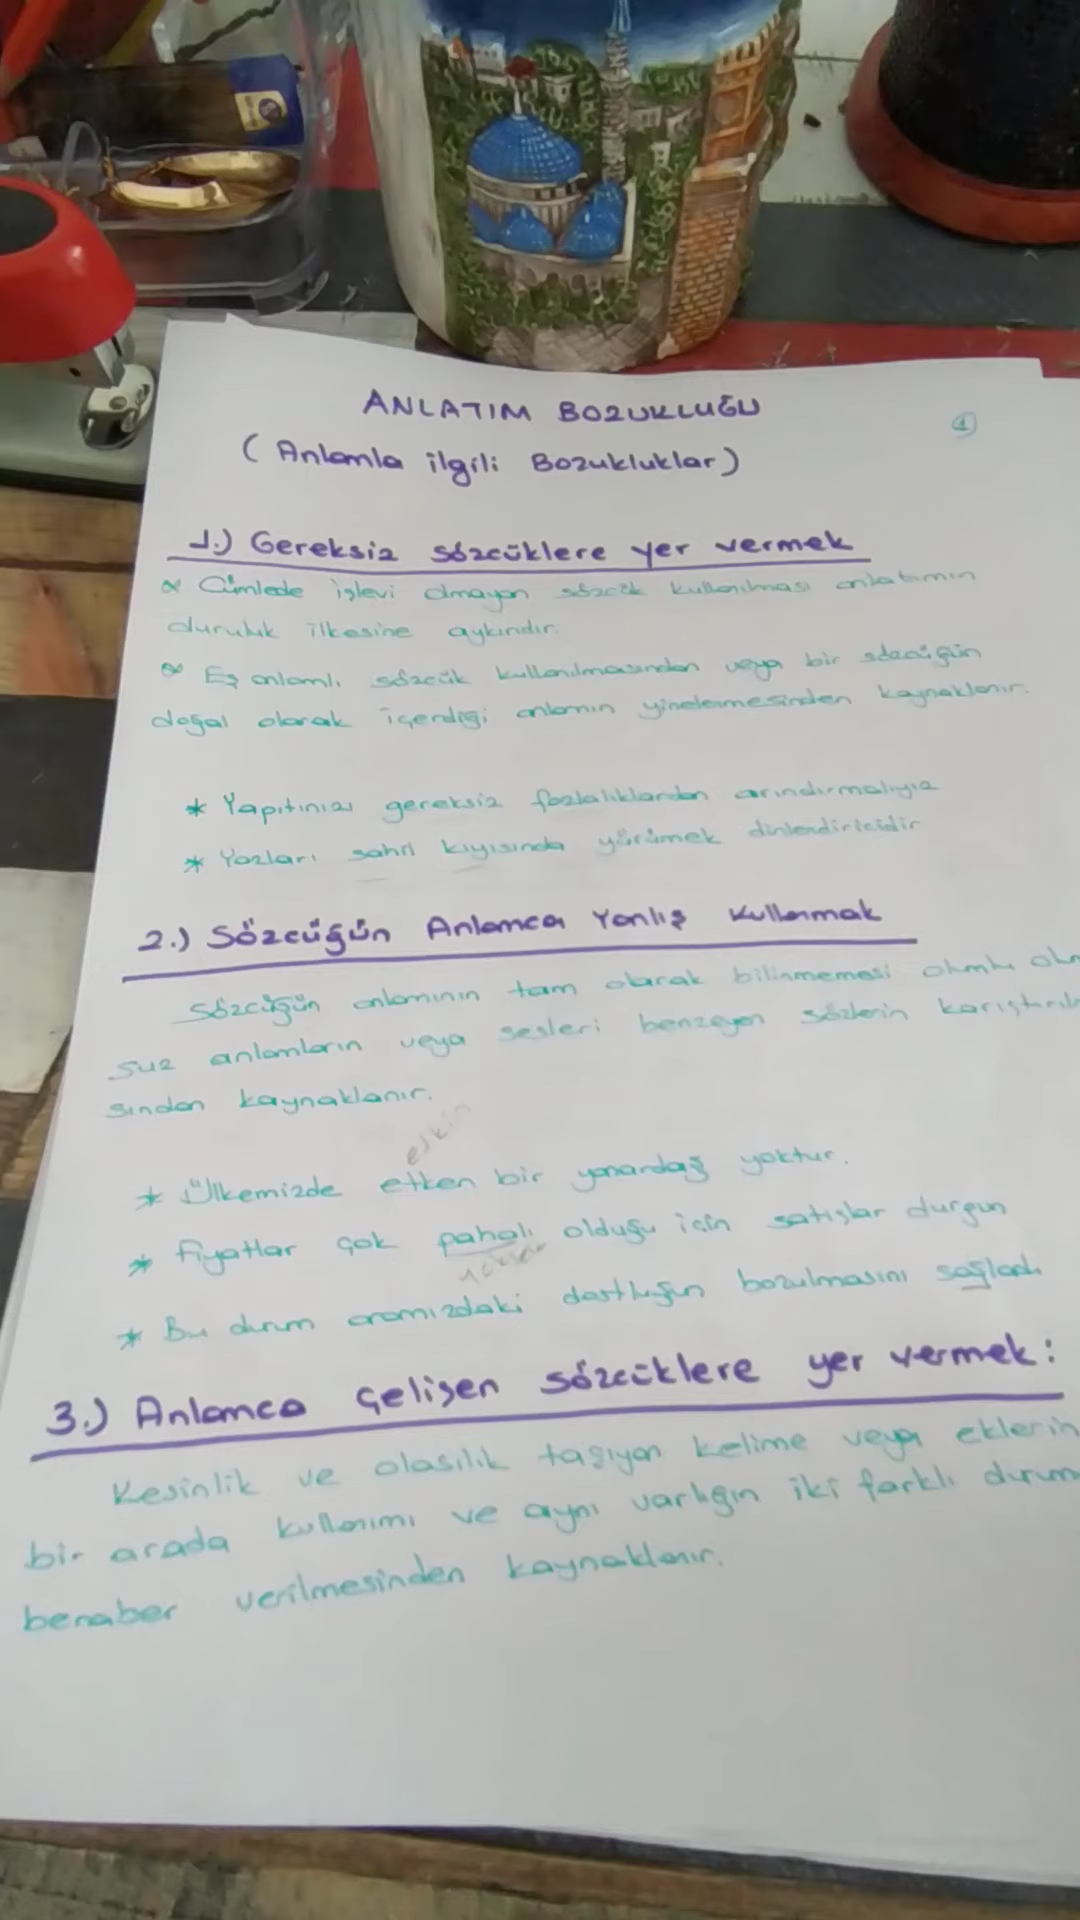 ANLATIM BOZUKLUĞU
1
(Anlamla ilgili Bozukluklar)
1.) Gereksiz sözcüklere yer vermek
Cümlede işlevi olmayan sözcük kullanılması anlatımın
duruluk ilkesine aykırıdır.
Eş anlamlı sözcük kullanılmasından veya bir sözcüğün
doğal olarak içerdiği anlamın yinelenmesinden kaynaklanır.
* Yapıtınızı gereksiz fazlalıklardan arındırmalıyız
* Yazları sahil kıyısında yürümek dinlendiricidir
2.) Sözcüğün Anlamca Yanlış Kullanmak
Sözcüğün anlamının tam olarak bilinmemesi olumlu olum
suz anlamların veya sesleri benzeyen sözlerin karıştırılm
sından kaynaklanır.
etkin
* Ülkemizde etken bir yanardağ yoktur.
* Fiyatlar çok pahalı olduğu için satışlar durgun
yüksek
* Bu durum aramızdaki dostluğun bozulmasını sağladı
3.) Anlamca Çelişen sözcüklere yer vermek:
Kesinlik ve olasılık taşıyan kelime veya eklerin
bir arada kullanımı ve aynı varlığın iki farklı durum
beraber verilmesinden kaynaklanır.